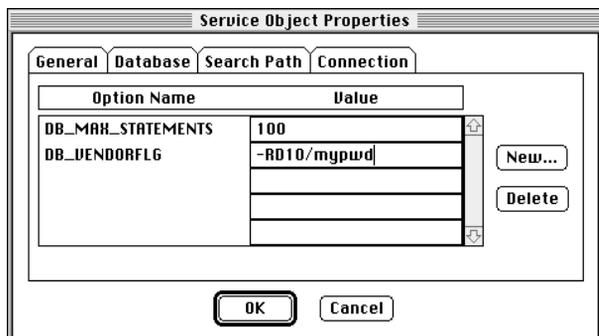 Service Object Properties
General Database Search Path Connection
Option Name Value
DB_MAX_STATEMENTS 100
DB_VENDORFLG -RD10/mypwd
New...
Delete
OK Cancel